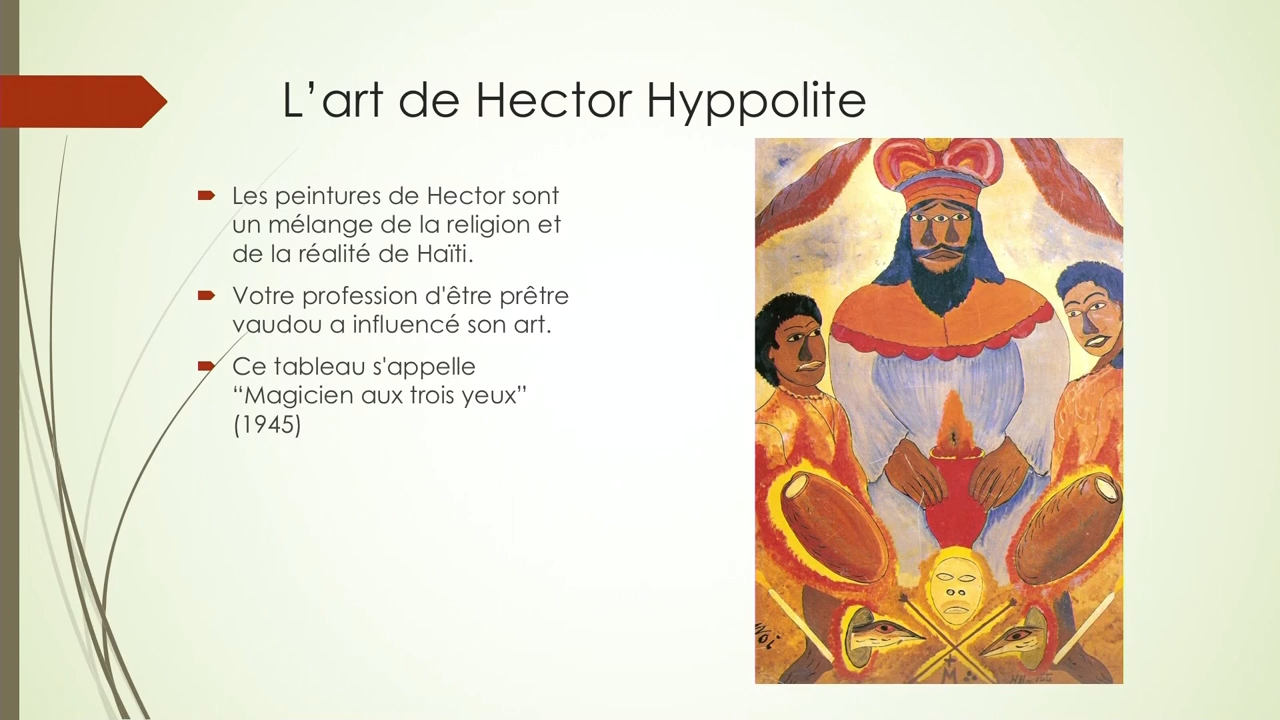 L’art de Hector Hyppolite
Les peintures de Hector sont
un mélange de la religion et
de la réalité de Haïti.
Votre profession d'être prêtre
vaudou a influencé son art.
Ce tableau s'appelle
“Magicien aux trois yeux”
(1945)
M